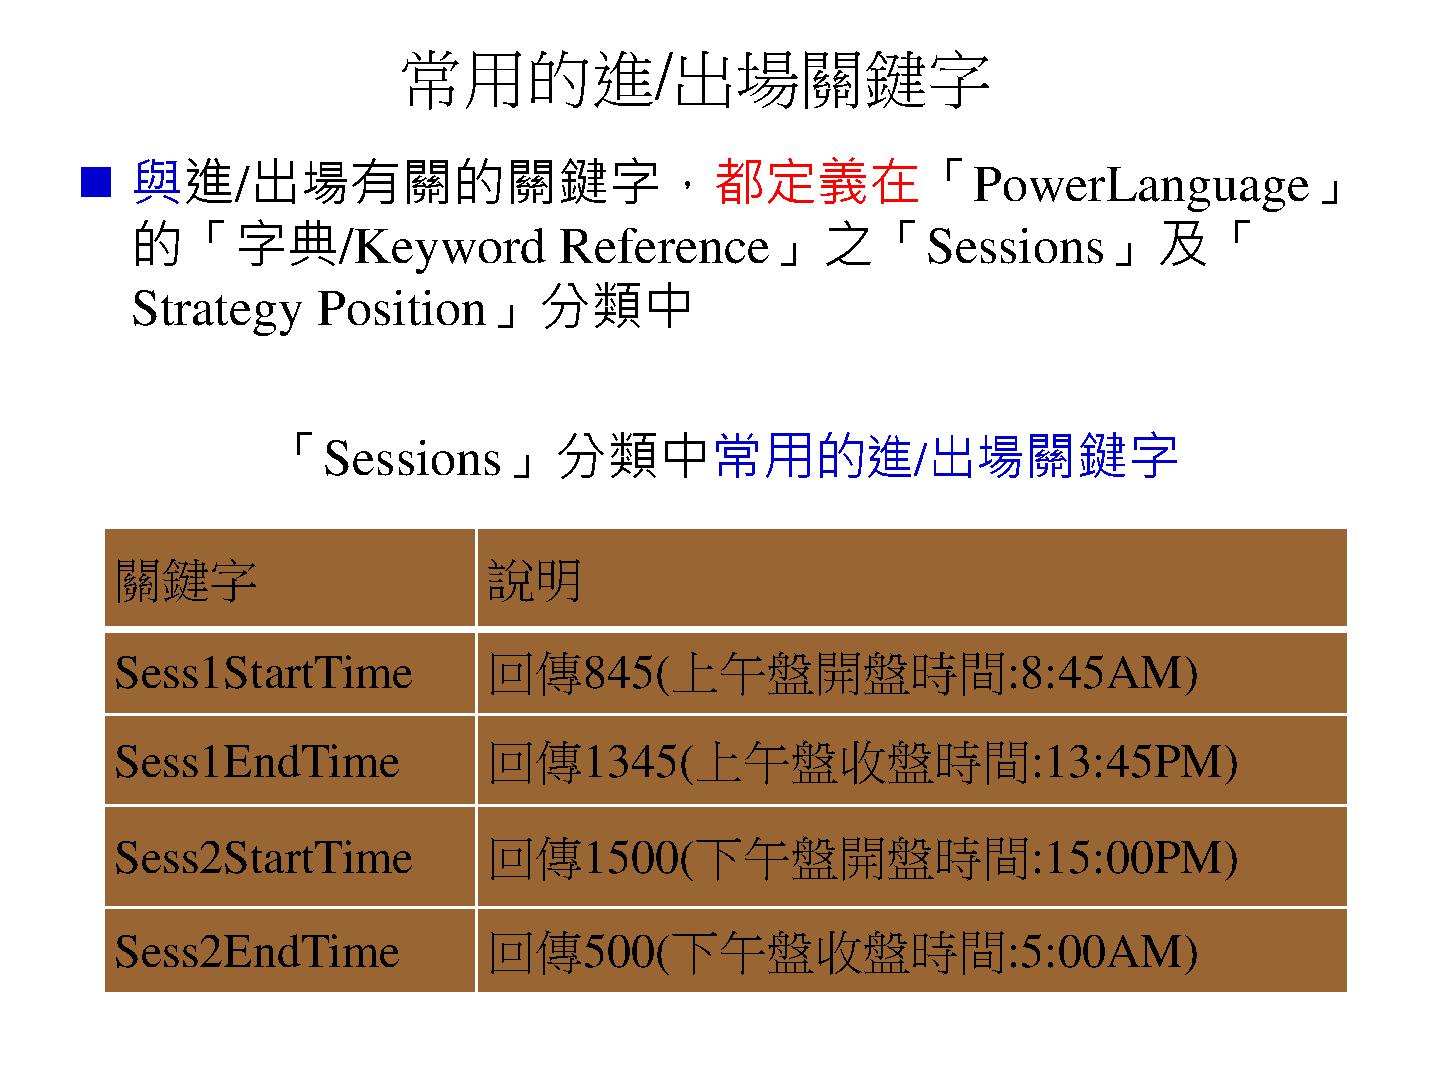 常用的進/出場關鍵字
與進/出場有關的關鍵字，都定義在「PowerLanguage」
的「字典/Keyword Reference」之「Sessions」及「
Strategy Position」分類中
「Sessions」分類中常用的進/出場關鍵字
關鍵字 說明
Sess1StartTime 回傳845(上午盤開盤時間:8:45AM)
Sess1EndTime 回傳1345(上午盤收盤時間:13:45PM)
Sess2StartTime 回傳1500(下午盤開盤時間:15:00PM)
Sess2EndTime 回傳500(下午盤收盤時間:5:00AM)